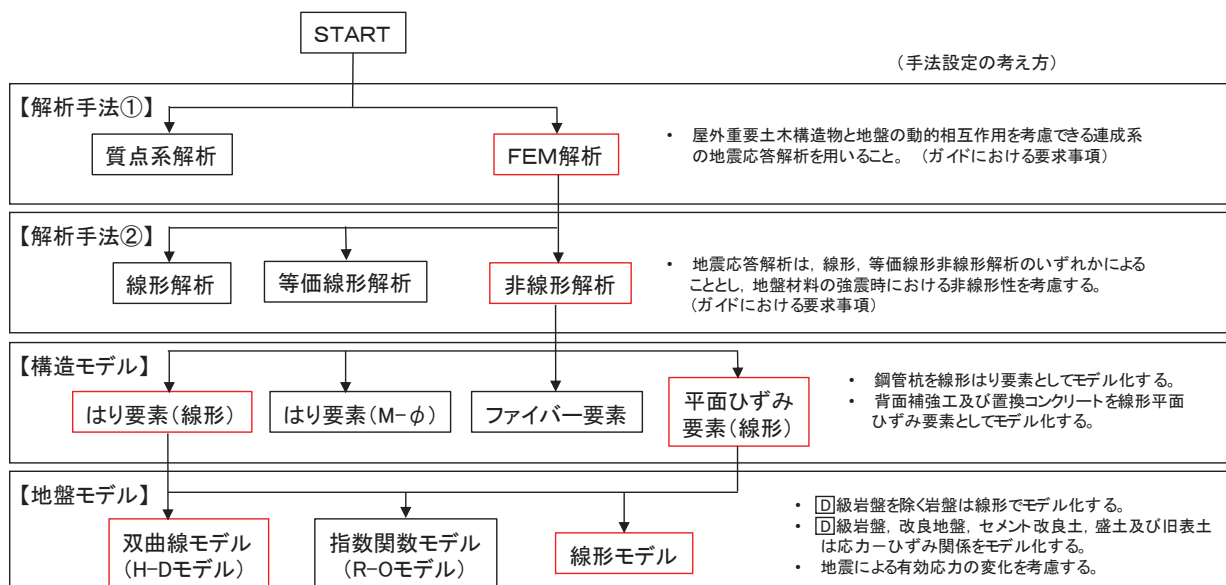 START
(手法設定の考え方)
【解析手法①】
質点系解析
FEM解析
・ 屋外重要土木構造物と地盤の動的相互作用を考慮できる連成系
の地震応答解析を用いること。 (ガイドにおける要求事項)
【解析手法②】
線形解析
等価線形解析
非線形解析
・ 地震応答解析は, 線形, 等価線形非線形解析のいずれかによる
こととし, 地盤材料の強震時における非線形性を考慮する。
(ガイドにおける要求事項)
【構造モデル】
はり要素(線形)
はり要素(M-φ)
ファイバー要素
平面ひずみ
要素(線形)
・ 鋼管杭を線形はり要素としてモデル化する。
・ 背面補強工及び置換コンクリートを線形平面
ひずみ要素としてモデル化する。
【地盤モデル】
双曲線モデル
(H-Dモデル)
指数関数モデル
(R-Oモデル)
線形モデル
・ D級岩盤を除く岩盤は線形でモデル化する。
・ D級岩盤, 改良地盤, セメント改良土, 盛土及び旧表土
は応力ーひずみ関係をモデル化する。
・ 地震による有効応力の変化を考慮する。